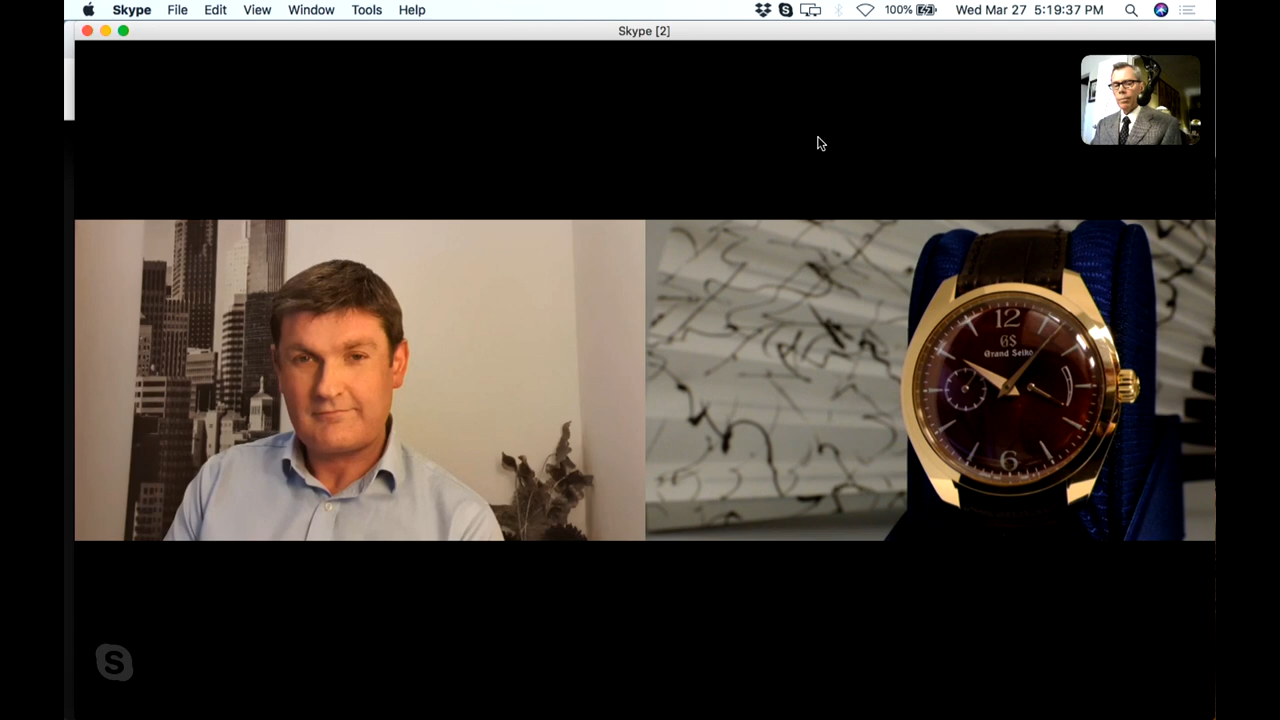 Skype File Edit View Window Tools Help 100% Wed Mar 27 5:19:37 PM
Skype [2]
12
GS
Grand Seiko
6
S